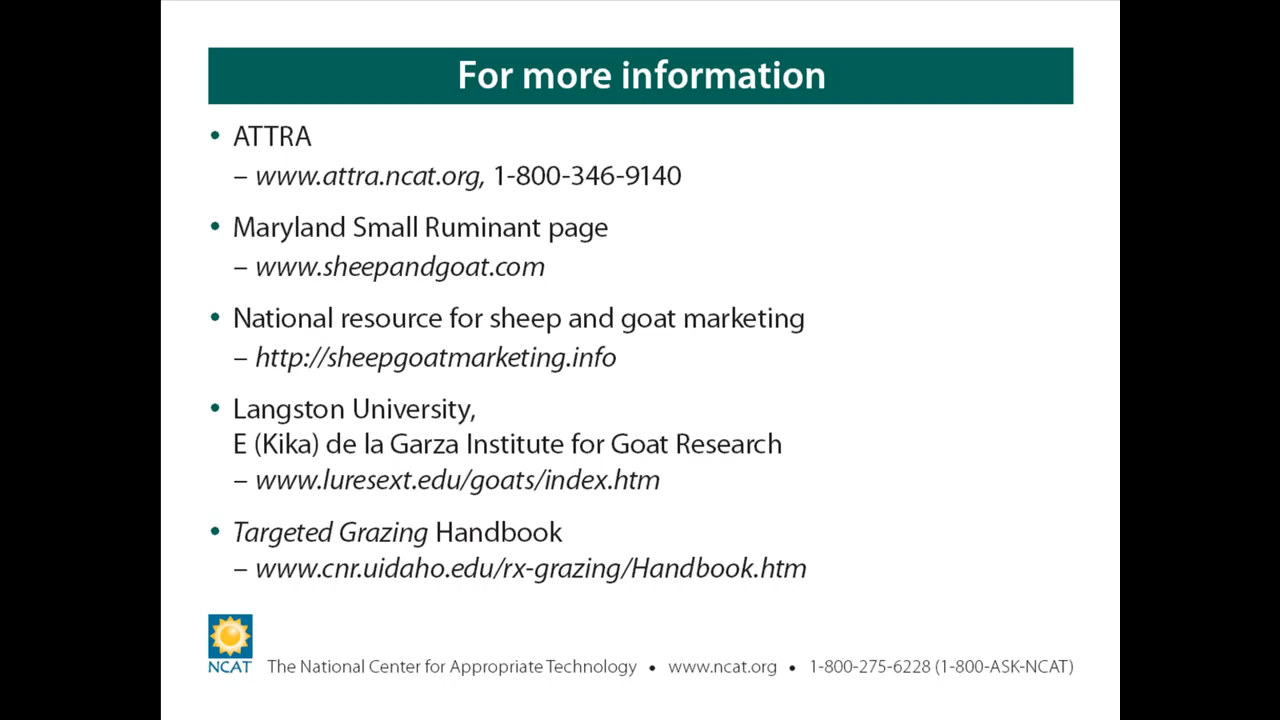 For more information
• ATTRA
– www.attra.ncat.org, 1-800-346-9140
• Maryland Small Ruminant page
– www.sheepandgoat.com
• National resource for sheep and goat marketing
– http://sheepgoatmarketing.info
• Langston University,
E (Kika) de la Garza Institute for Goat Research
– www.luresext.edu/goats/index.htm
• Targeted Grazing Handbook
– www.cnr.uidaho.edu/rx-grazing/Handbook.htm
NCAT The National Center for Appropriate Technology • www.ncat.org • 1-800-275-6228 (1-800-ASK-NCAT)